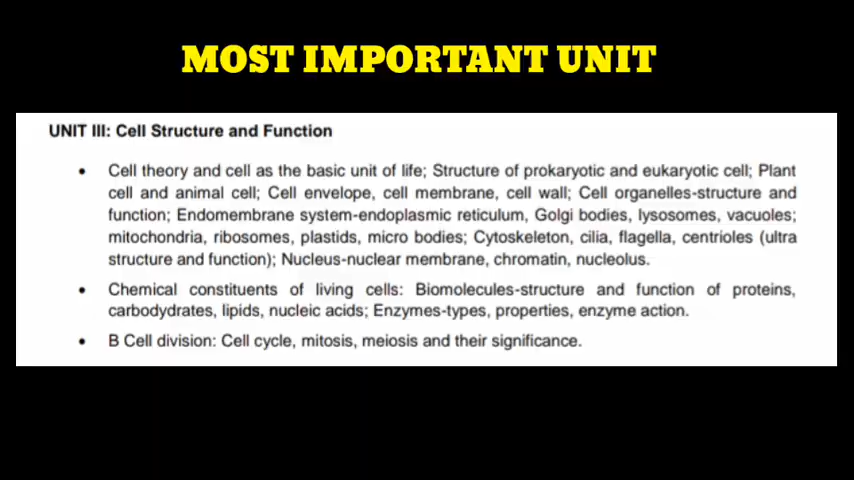 MOST IMPORTANT UNIT
UNIT III: Cell Structure and Function
• Cell theory and cell as the basic unit of life; Structure of prokaryotic and eukaryotic cell; Plant
cell and animal cell; Cell envelope, cell membrane, cell wall; Cell organelles-structure and
function; Endomembrane system-endoplasmic reticulum, Golgi bodies, lysosomes, vacuoles;
mitochondria, ribosomes, plastids, micro bodies; Cytoskeleton, cilia, flagella, centrioles (ultra
structure and function); Nucleus-nuclear membrane, chromatin, nucleolus.
• Chemical constituents of living cells: Biomolecules-structure and function of proteins,
carbodydrates, lipids, nucleic acids; Enzymes-types, properties, enzyme action.
• B Cell division: Cell cycle, mitosis, meiosis and their significance.